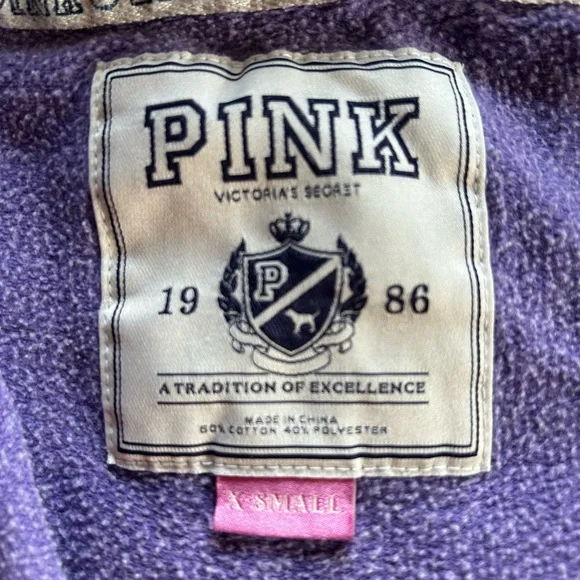 PINK
VICTORIA'S SECRET
P
19 86
A TRADITION OF EXCELLENCE
MADE IN CHINA
60% COTTON 40% POLYESTER
X-SMALL